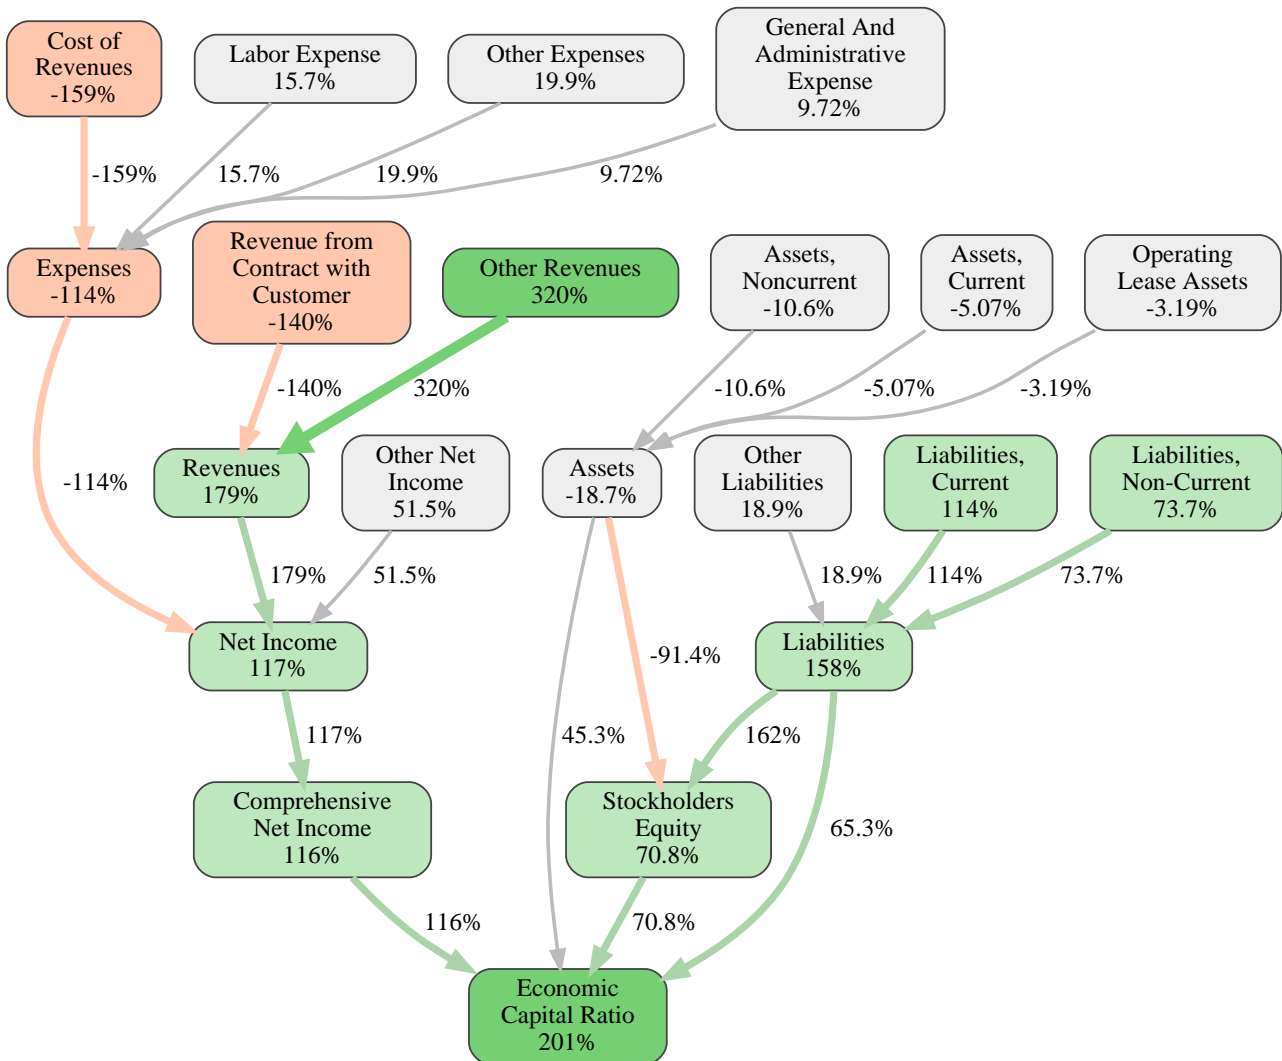 Cost of
Revenues
-159%
Labor Expense
15.7%
Other Expenses
19.9%
General And
Administrative
Expense
9.72%
-159%
15.7%
19.9%
9.72%
Expenses
-114%
Revenue from
Contract with
Customer
-140%
Other Revenues
320%
Assets,
Noncurrent
-10.6%
Assets,
Current
-5.07%
Operating
Lease Assets
-3.19%
-140%
320%
-10.6%
-5.07%
-3.19%
Revenues
179%
Other Net
Income
51.5%
Assets
-18.7%
Other
Liabilities
18.9%
Liabilities,
Current
114%
Liabilities,
Non-Current
73.7%
-114%
179%
51.5%
18.9%
114%
73.7%
Net Income
117%
-91.4%
Liabilities
158%
117%
45.3%
162%
Comprehensive
Net Income
116%
Stockholders
Equity
70.8%
65.3%
116%
70.8%
Economic
Capital Ratio
201%